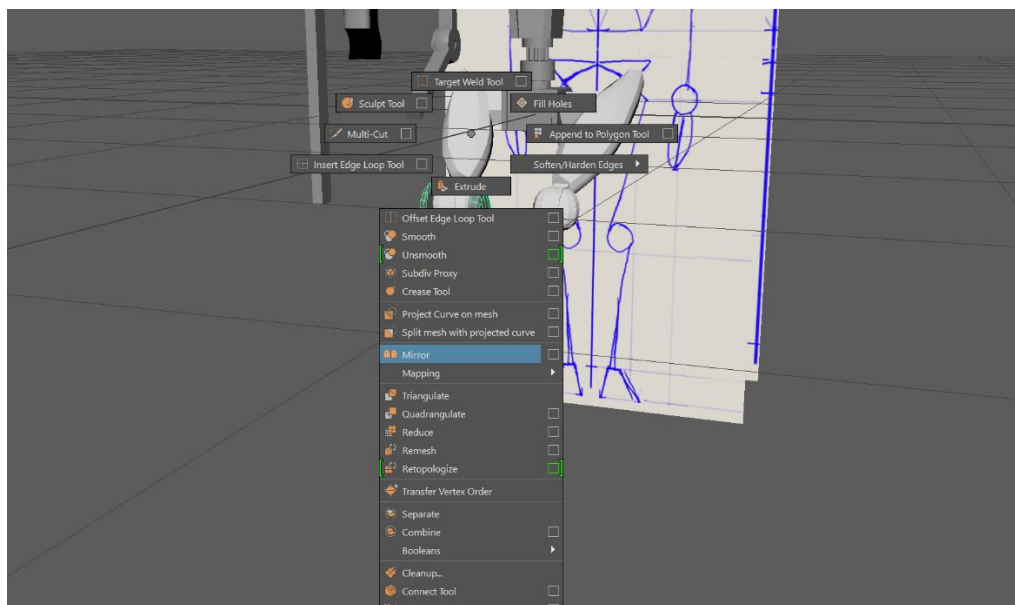 Target Weld Tool
Sculpt Tool
Fill Holes
Multi-Cut
Append to Polygon Tool
Insert Edge Loop Tool
Soften/Harden Edges
Extrude
Offset Edge Loop Tool
Smooth
Unsmooth
Subdiv Proxy
Crease Tool
Project Curve on mesh
Split mesh with projected curve
Mirror
Mapping
Triangulate
Quadrangulate
Reduce
Remesh
Retopologize
Transfer Vertex Order
Separate
Combine
Booleans
Cleanup...
Connect Tool